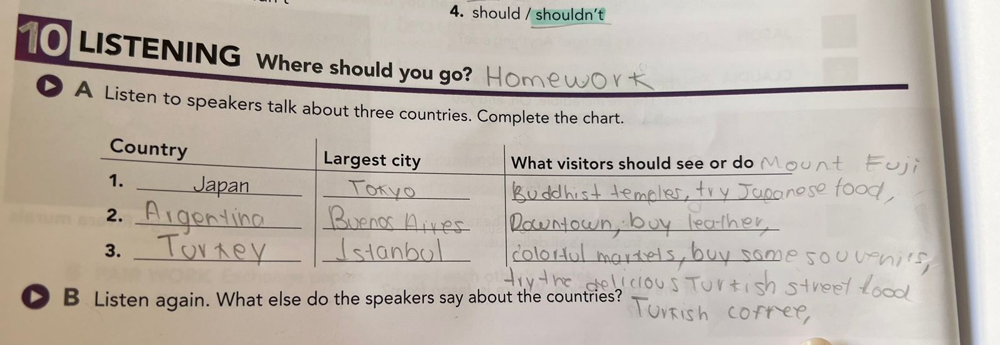 4. should / shouldn't
10 LISTENING Where should you go? Homework
A Listen to speakers talk about three countries. Complete the chart.
Country Largest city What visitors should see or do Mount Fuji
1. Japan Tokyo Buddhist temples, try Japanese food,
2. Argentina Buenos Aires Downtown, buy leather,
3. Turkey Istanbul colorful markets, buy some souvenirs,
try the delicious Turkish street food
B Listen again. What else do the speakers say about the countries? Turkish coffee,